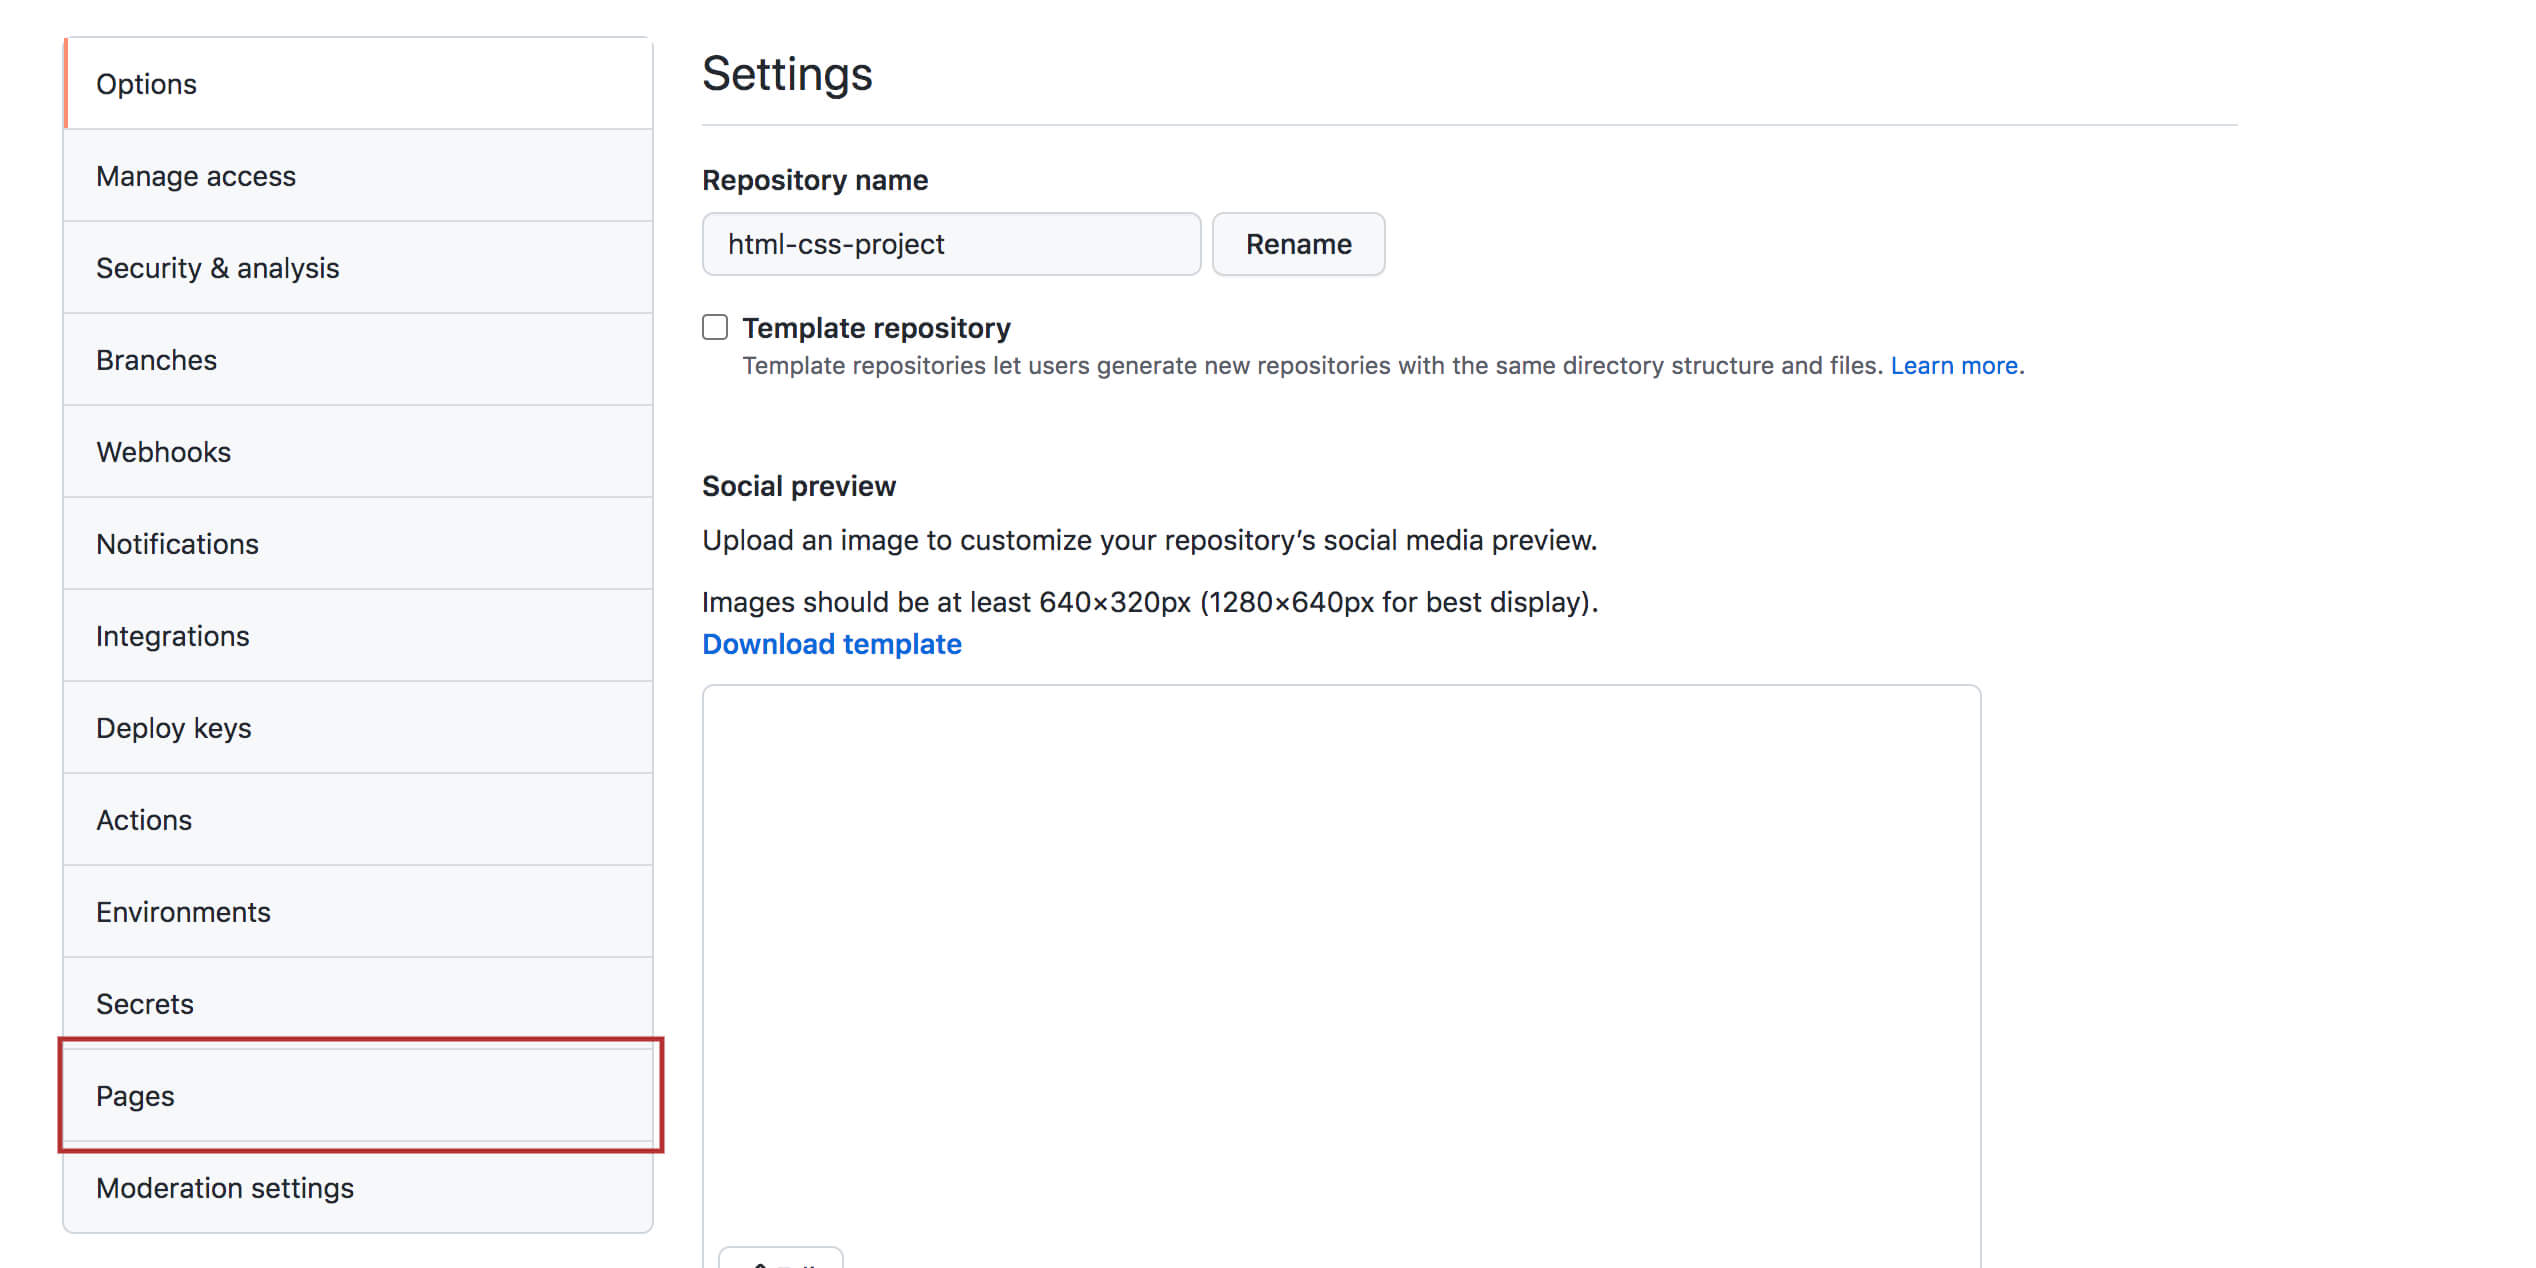 Options
Manage access
Security & analysis
Branches
Webhooks
Notifications
Integrations
Deploy keys
Actions
Environments
Secrets
Pages
Moderation settings
Settings
Repository name
html-css-project Rename
Template repository
Template repositories let users generate new repositories with the same directory structure and files. Learn more.
Social preview
Upload an image to customize your repository’s social media preview.
Images should be at least 640×320px (1280×640px for best display).
Download template